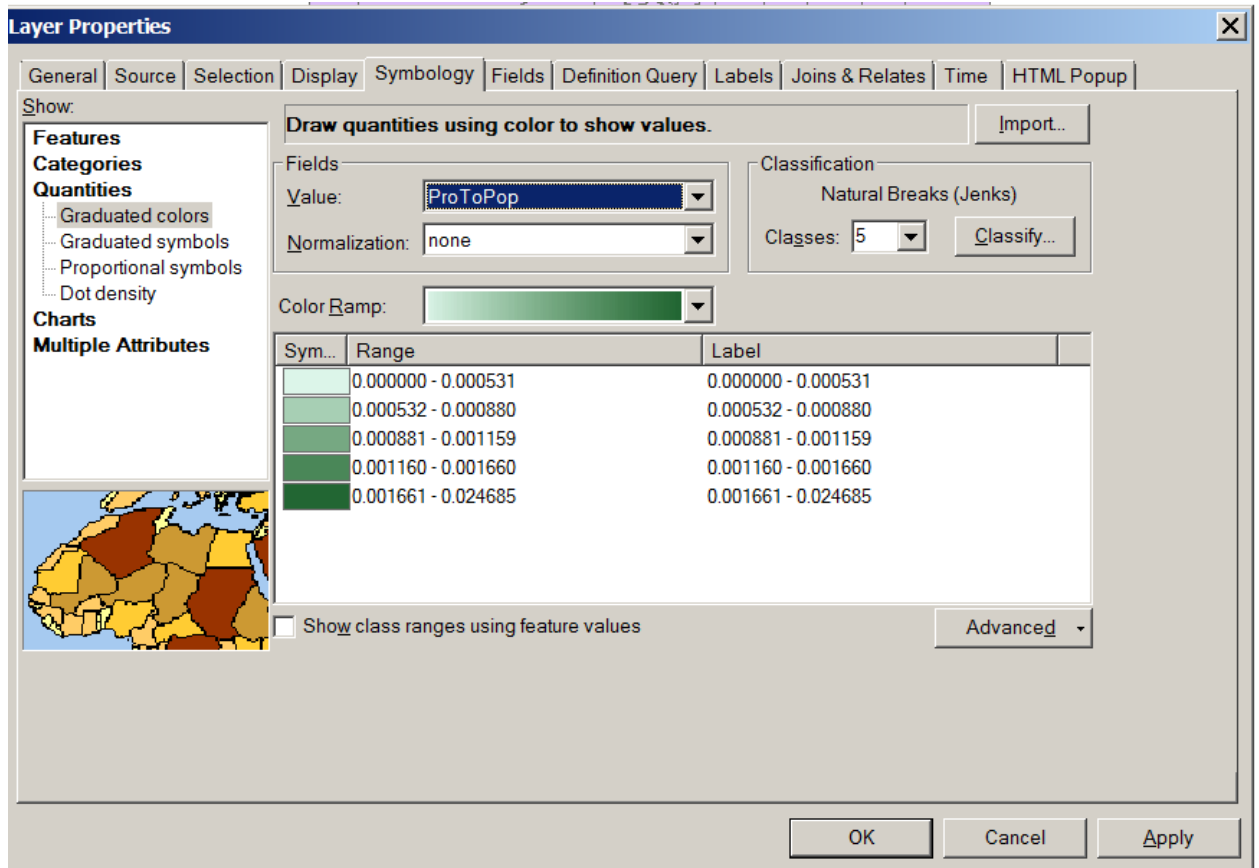 Layer Properties
General Source Selection Display Symbology Fields Definition Query Labels Joins & Relates Time HTML Popup
Show:
Features
Categories
Quantities
Graduated colors
Graduated symbols
Proportional symbols
Dot density
Charts
Multiple Attributes
Draw quantities using color to show values.
Import...
Fields
Value: ProToPop
Normalization: none
Classification
Natural Breaks (Jenks)
Classes: 5 Classify...
Color Ramp:
Sym... Range Label
0.000000 - 0.000531 0.000000 - 0.000531
0.000532 - 0.000880 0.000532 - 0.000880
0.000881 - 0.001159 0.000881 - 0.001159
0.001160 - 0.001660 0.001160 - 0.001660
0.001661 - 0.024685 0.001661 - 0.024685
Show class ranges using feature values
Advanced
OK Cancel Apply